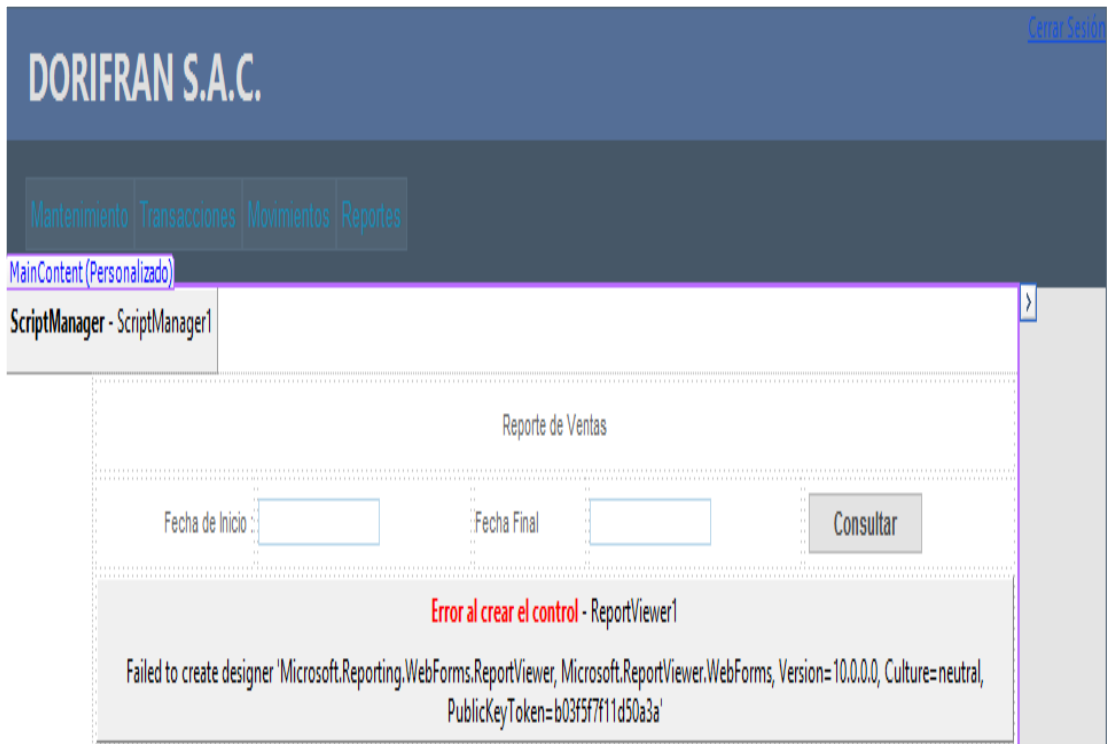 Cerrar Sesión
DORIFRAN S.A.C.
Mantenimiento Transacciones Movimientos Reportes
MainContent (Personalizado)
ScriptManager - ScriptManager1
Reporte de Ventas
Fecha de Inicio : Fecha Final Consultar
Error al crear el control - ReportViewer1
Failed to create designer 'Microsoft.Reporting.WebForms.ReportViewer, Microsoft.ReportViewer.WebForms, Version=10.0.0.0, Culture=neutral,
PublicKeyToken=b03f5f7f11d50a3a'